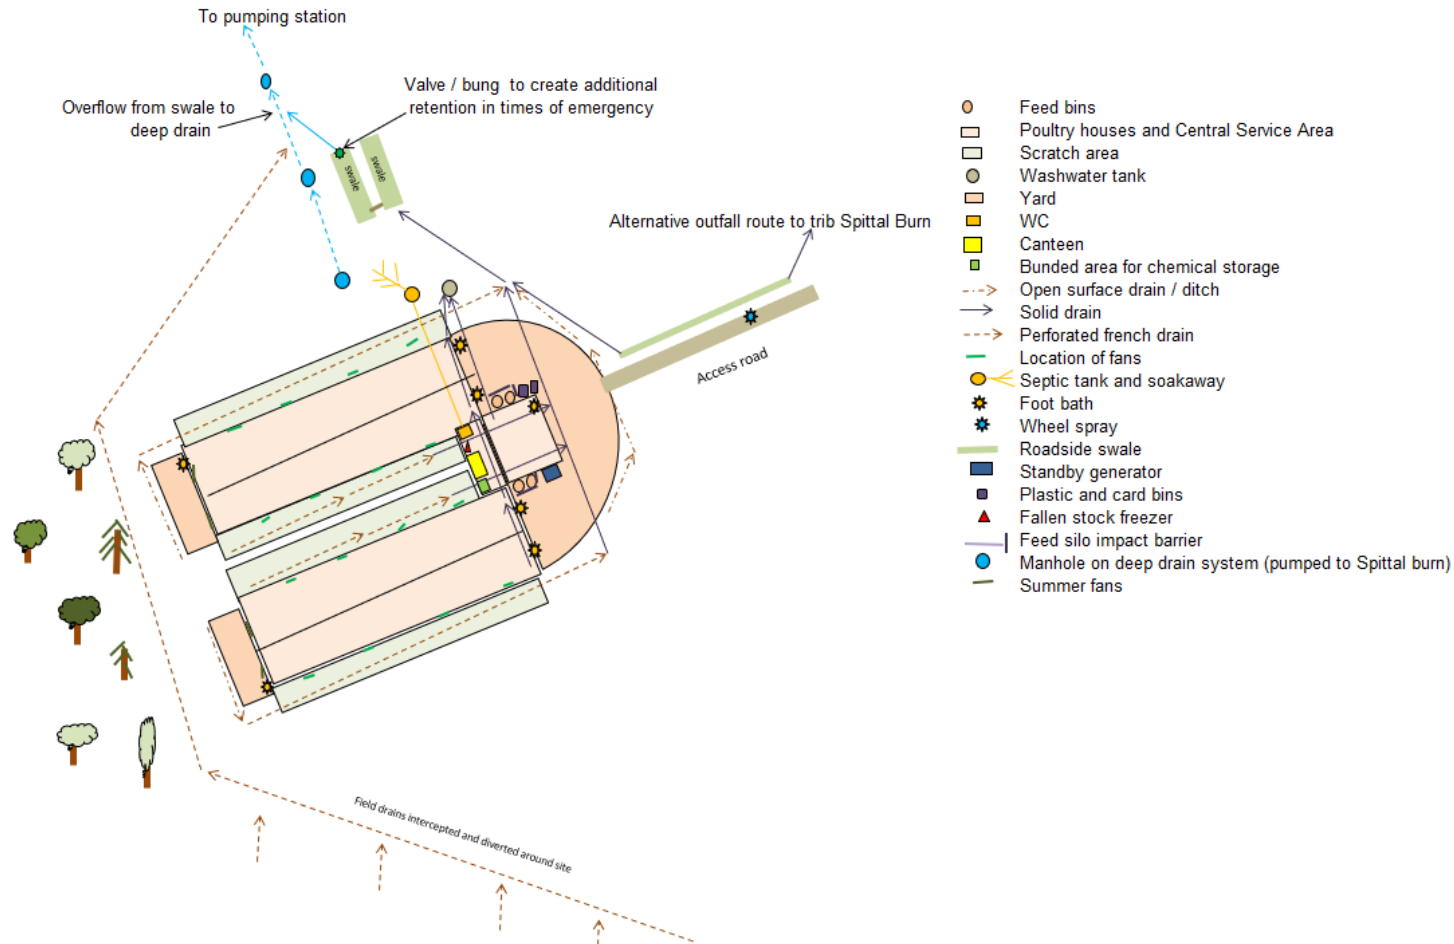 To pumping station
Valve / bung to create additional
retention in times of emergency
Overflow from swale to
deep drain
swale
swale
Alternative outfall route to trib Spittal Burn
Access road
Field drains intercepted and diverted around site
Feed bins
Poultry houses and Central Service Area
Scratch area
Washwater tank
Yard
WC
Canteen
Bunded area for chemical storage
Open surface drain / ditch
Solid drain
Perforated french drain
Location of fans
Septic tank and soakaway
Foot bath
Wheel spray
Roadside swale
Standby generator
Plastic and card bins
Fallen stock freezer
Feed silo impact barrier
Manhole on deep drain system (pumped to Spittal burn)
Summer fans